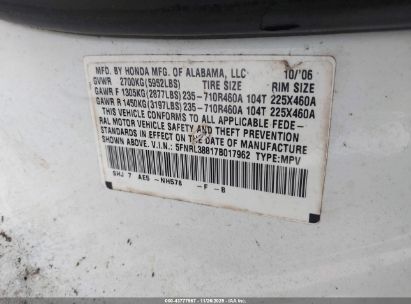 MFD. BY HONDA MFG. OF ALABAMA, LLC 10/'06
GVWR 2700KG(5952LBS) TIRE SIZE RIM SIZE
GAWR F 1305KG(2877LBS) 235-710R460A 104T 225X460A
GAWR R 1450KG(3197LBS) 235-710R460A 104T 225X460A
THIS VEHICLE CONFORMS TO ALL APPLICABLE FEDE-
RAL MOTOR VEHICLE SAFETY AND THEFT PREVENTION
STANDARDS IN EFFECT ON THE DATE OF MANUFACTURE
SHOWN ABOVE. V.I.N.: 5FNRL38817B017962 TYPE:MPV
SHJ 7 AE5 -NH578 -F-B